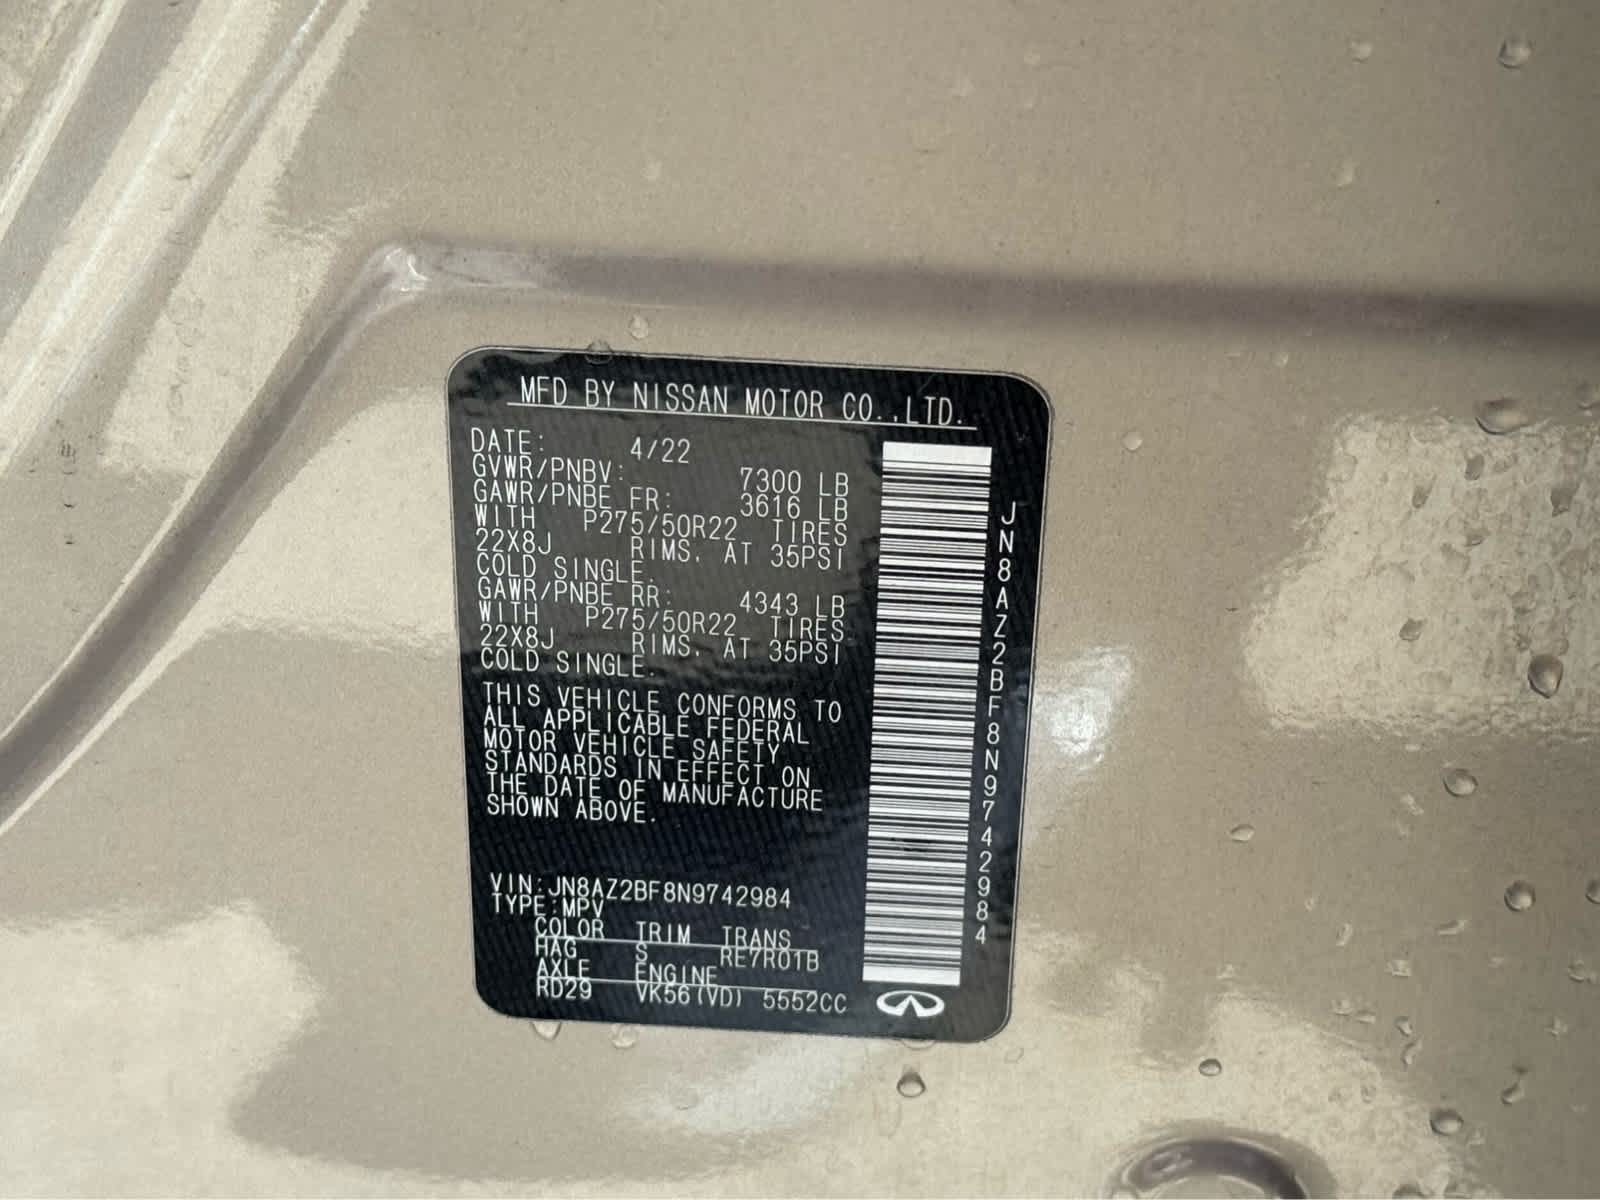 MFD BY NISSAN MOTOR CO.,LTD.
DATE: 4/22
GVWR/PNBV: 7300 LB
GAWR/PNBE FR: 3616 LB
WITH P275/50R22 TIRES
22X8J RIMS, AT 35PSI
COLD SINGLE.
GAWR/PNBE RR: 4343 LB
WITH P275/50R22 TIRES
22X8J RIMS, AT 35PSI
COLD SINGLE.
THIS VEHICLE CONFORMS TO
ALL APPLICABLE FEDERAL
MOTOR VEHICLE SAFETY
STANDARDS IN EFFECT ON
THE DATE OF MANUFACTURE
SHOWN ABOVE.
VIN:JN8AZ2BF8N9742984
TYPE:MPV
COLOR TRIM TRANS
HAG S RE7R01B
AXLE ENGINE
RD29 VK56(VD) 5552CC
JN8AZ2BF8N9742984